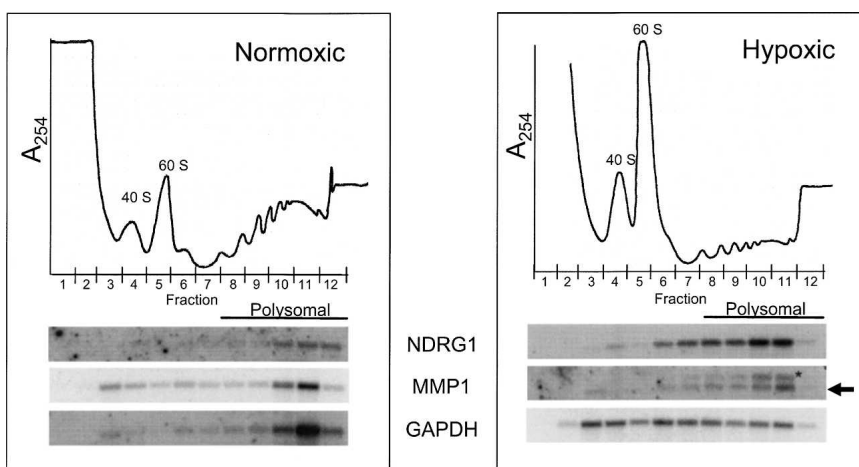 Normoxic
A254
40 S
60 S
1 2 3 4 5 6 7 8 9 10 11 12
Fraction
Polysomal
Hypoxic
A254
40 S
60 S
1 2 3 4 5 6 7 8 9 10 11 12
Fraction
Polysomal
NDRG1
MMP1
*
GAPDH